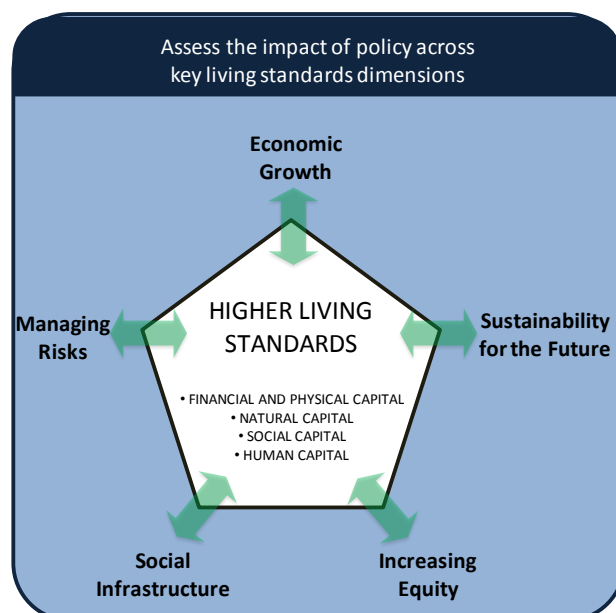 Assess the impact of policy across
key living standards dimensions
Economic
Growth
Managing
Risks
HIGHER LIVING
STANDARDS
Sustainability
for the Future
• FINANCIAL AND PHYSICAL CAPITAL
• NATURAL CAPITAL
• SOCIAL CAPITAL
• HUMAN CAPITAL
Social
Infrastructure
Increasing
Equity